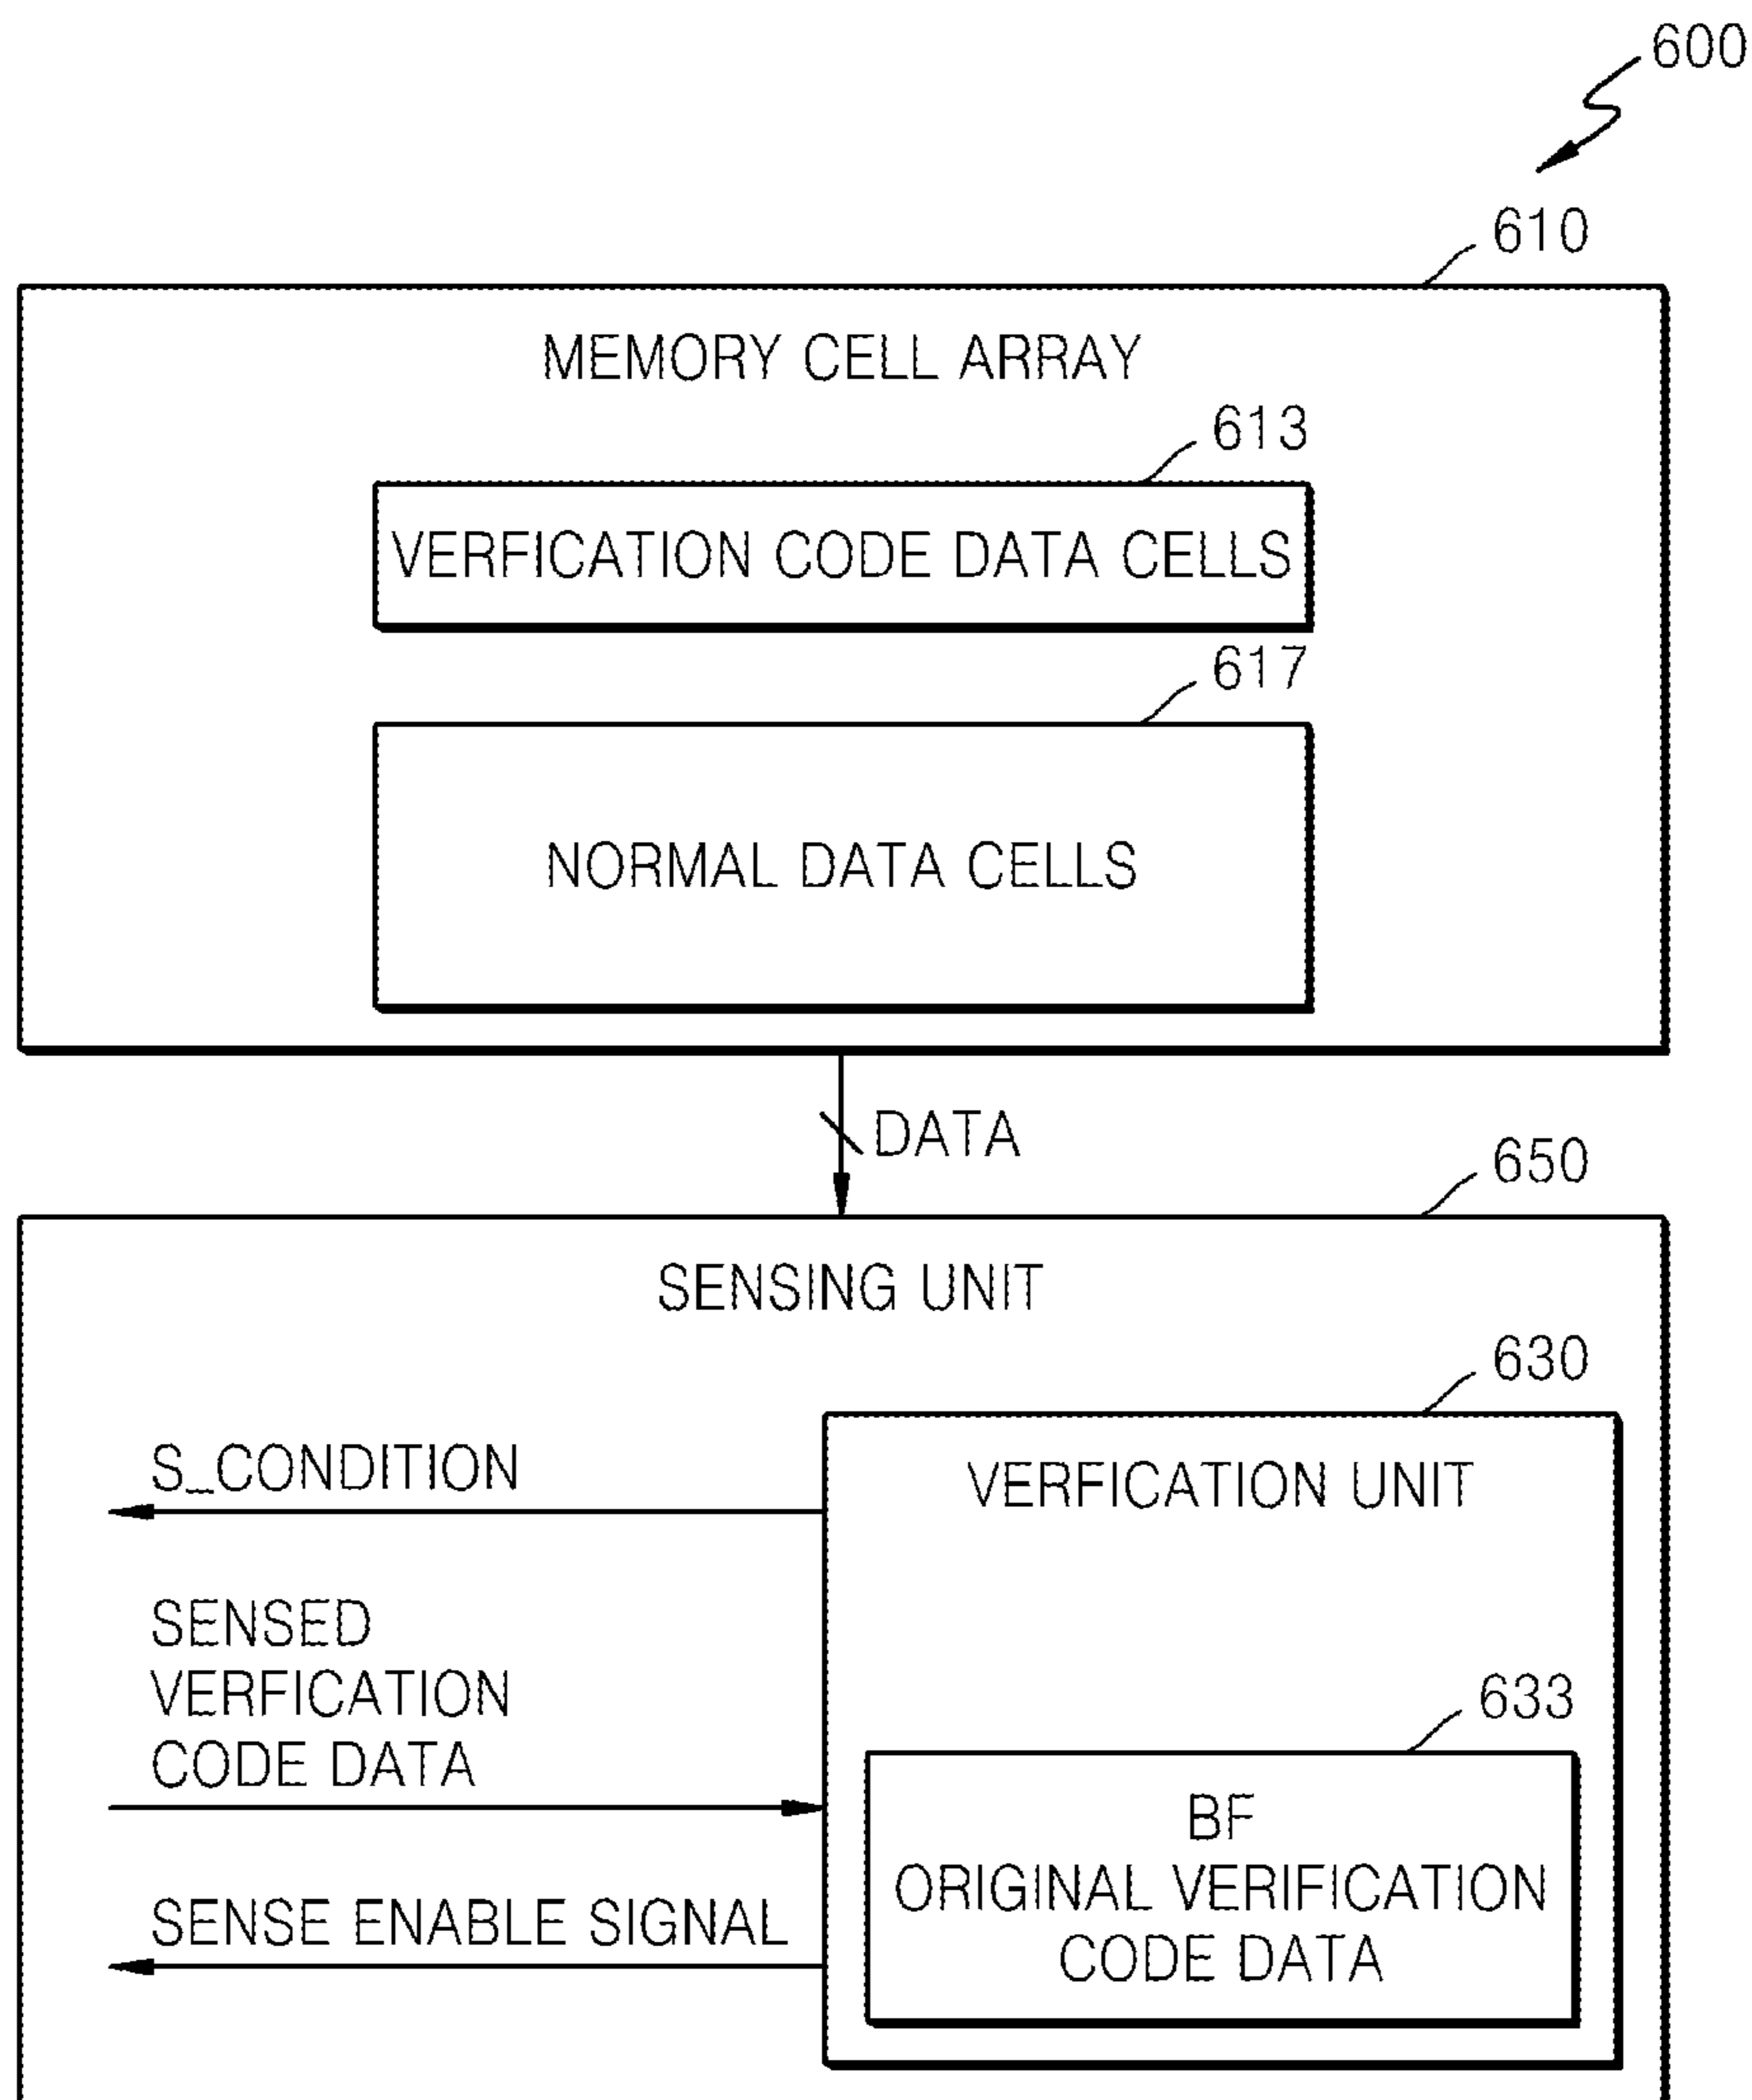 600
610
MEMORY CELL ARRAY
613
VERFICATION CODE DATA CELLS
617
NORMAL DATA CELLS
DATA
650
SENSING UNIT
630
S_CONDITION
VERFICATION UNIT
SENSED
VERFICATION
CODE DATA
633
BF
ORIGINAL VERIFICATION
CODE DATA
SENSE ENABLE SIGNAL